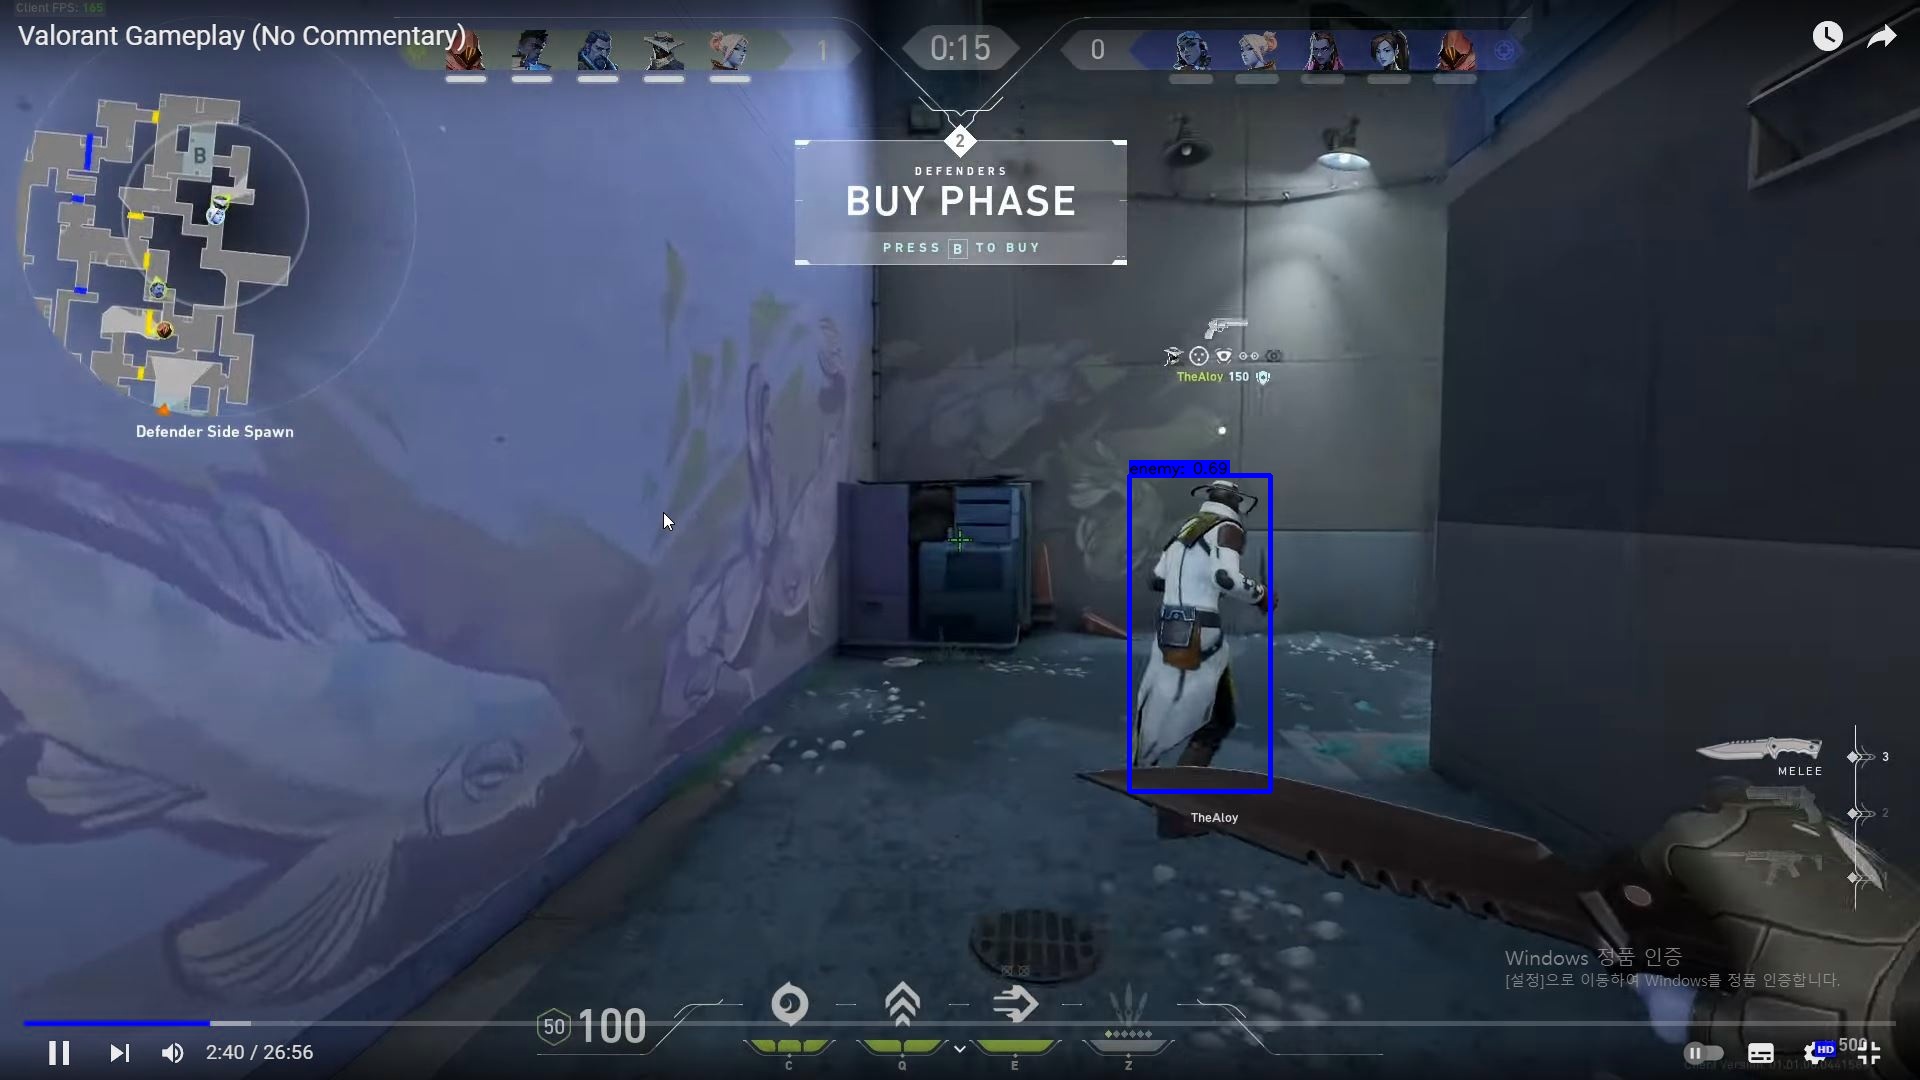 Client FPS: 165
Valorant Gameplay (No Commentary)
1
0:15
0
2
DEFENDERS
BUY PHASE
PRESS B TO BUY
B
Defender Side Spawn
TheAloy 150
enemy: 0.69
TheAloy
3
MELEE
2
Windows 정품 인증
[설정]으로 이동하여 Windows를 정품 인증합니다.
50 100
C
Q
E
Z
2:40 / 26:56
HD
500